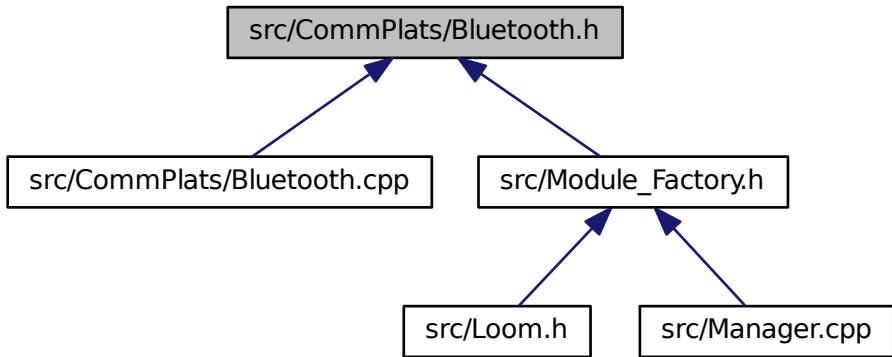 src/CommPlats/Bluetooth.h
src/CommPlats/Bluetooth.cpp
src/Module_Factory.h
src/Loom.h
src/Manager.cpp